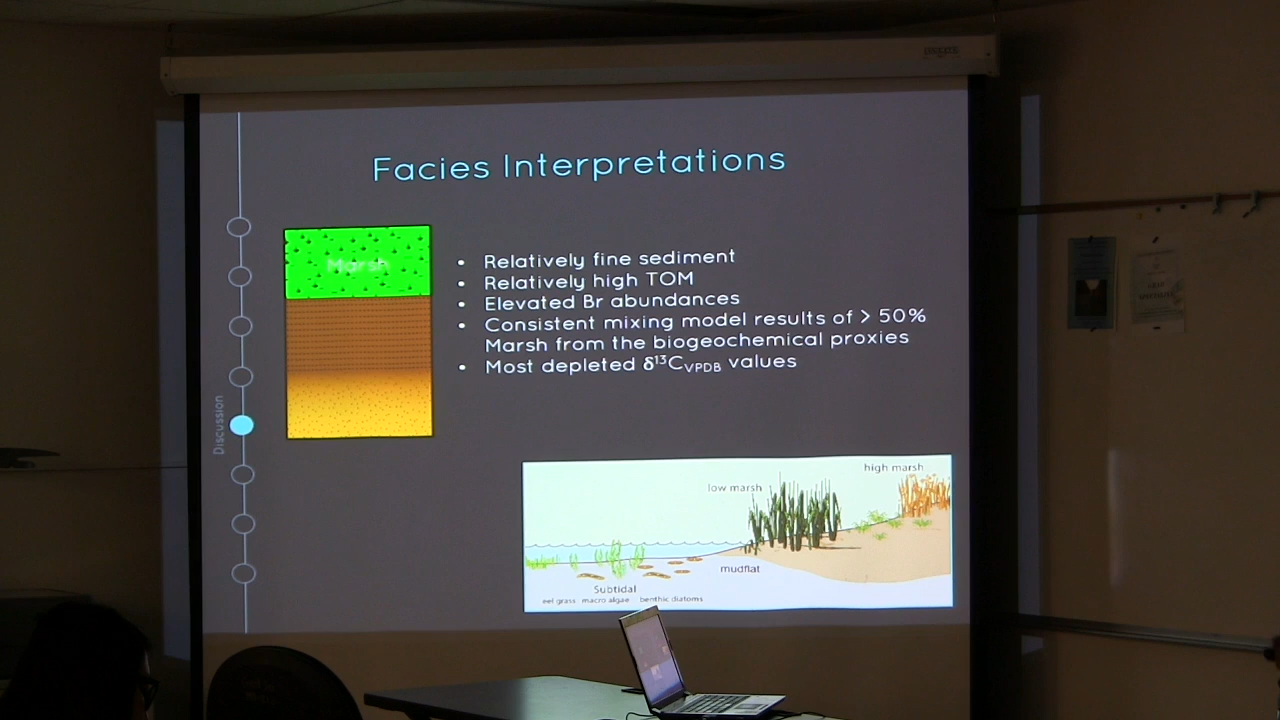 Facies Interpretations
Marsh
• Relatively fine sediment
• Relatively high TOM
• Elevated Br abundances
• Consistent mixing model results of > 50%
Marsh from the biogeochemical proxies
• Most depleted δ¹³C_VPDB values
Discussion
high marsh
low marsh
mudflat
Subtidal
eel grass macro algae benthic diatoms